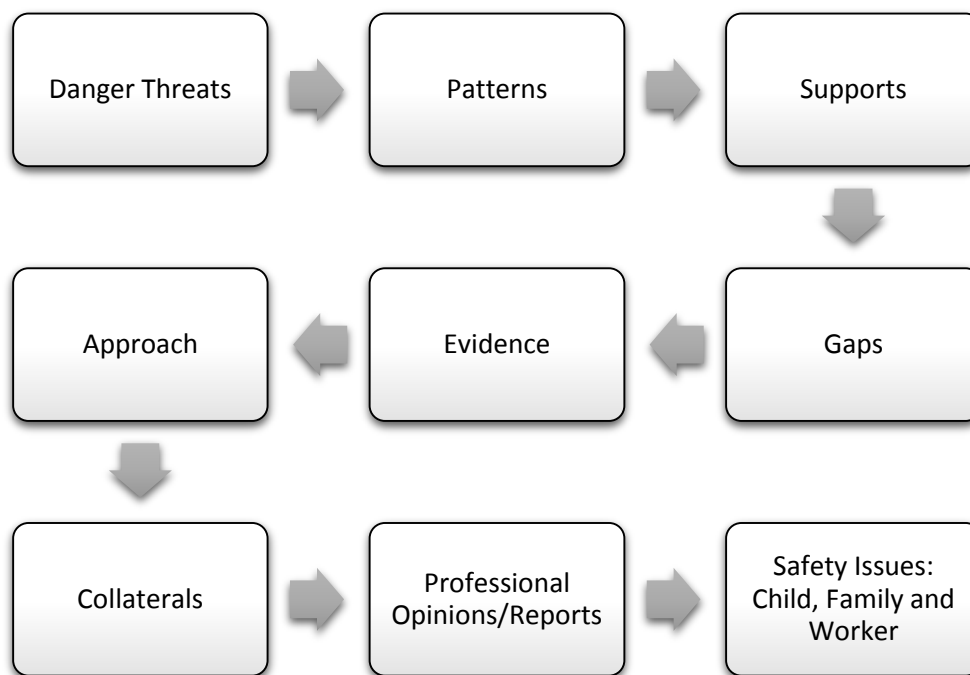 Danger Threats
Patterns
Supports
Gaps
Evidence
Approach
Collaterals
Professional
Opinions/Reports
Safety Issues:
Child, Family and
Worker